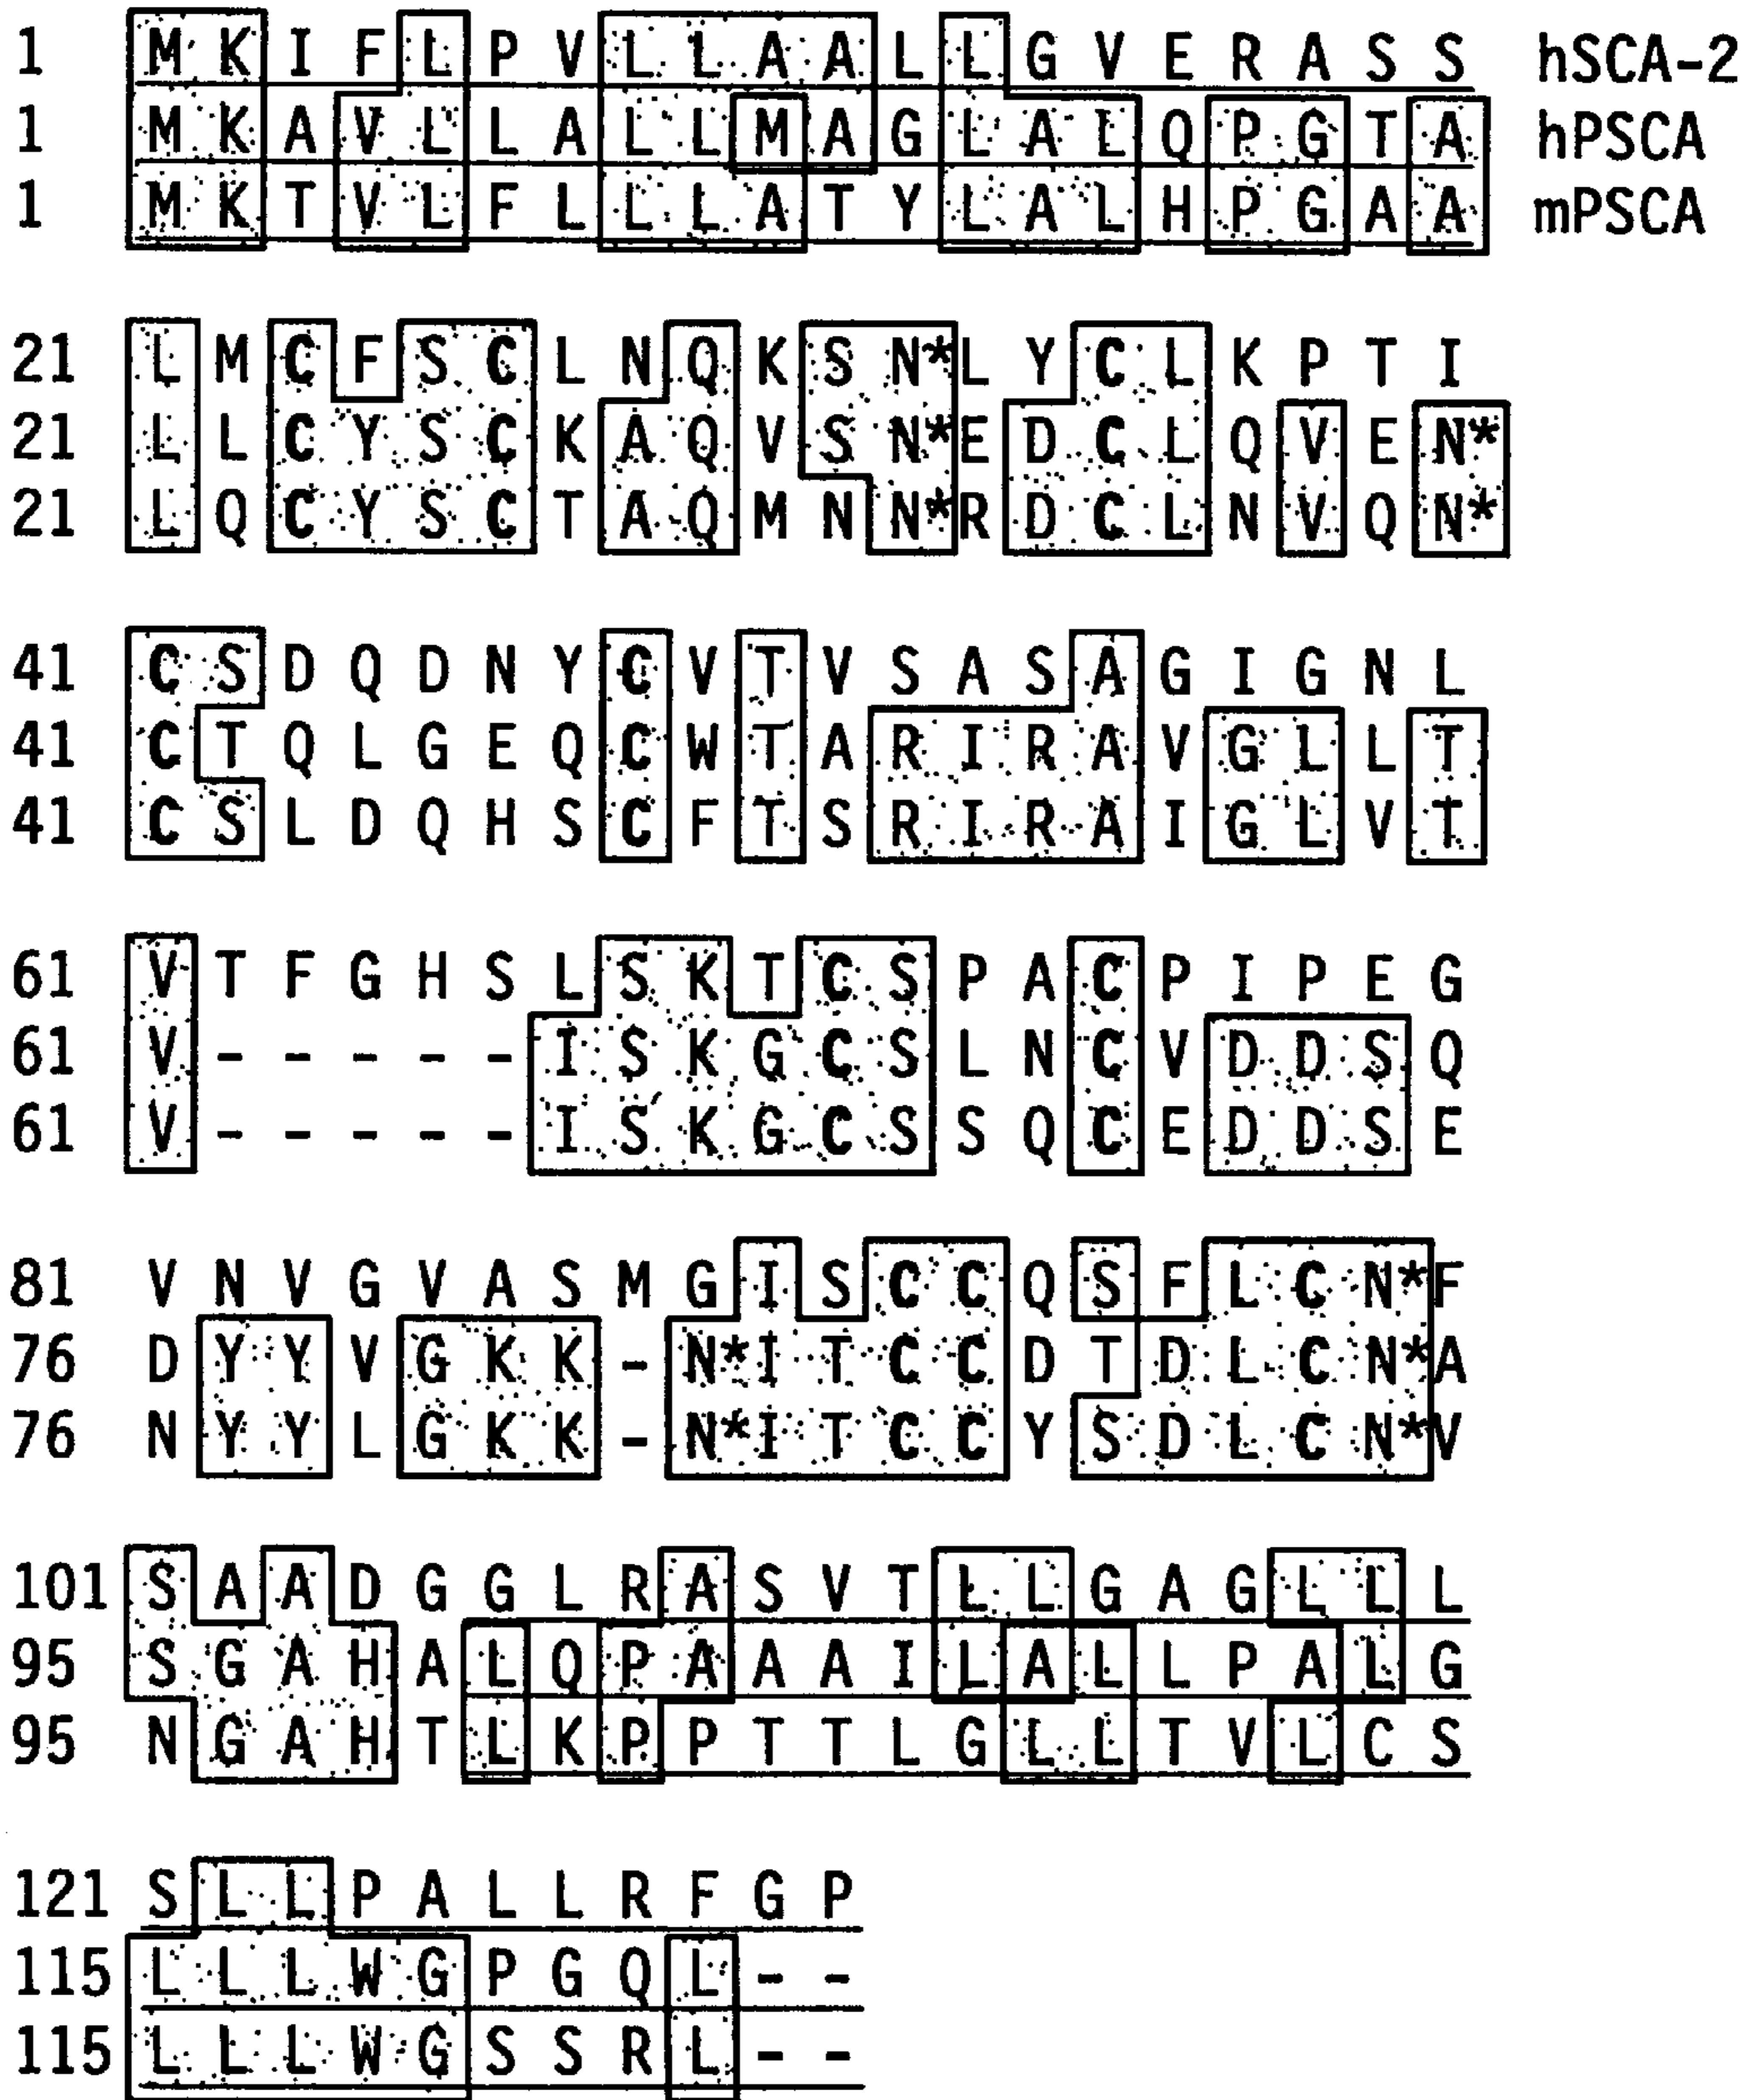 1 M K I F L P V L L A A L L G V E R A S S hSCA-2
1 M K A V L L A L L M A G L A L Q P G T A hPSCA
1 M K T V L F L L L A T Y L A L H P G A A mPSCA
21 L M C F S C L N Q K S N* L Y C L K P T I
21 L L C Y S C K A Q V S N* E D C L Q V E N*
21 L Q C Y S C T A Q M N N* R D C L N V Q N*
41 C S D Q D N Y C V T V S A S A G I G N L
41 C T Q L G E Q C W T A R I R A V G L L T
41 C S L D Q H S C F T S R I R A I G L V T
61 V T F G H S L S K T C S P A C P I P E G
61 V - - - - - I S K G C S L N C V D D S Q
61 V - - - - - I S K G C S S Q C E D D S E
81 V N V G V A S M G I S C C Q S F L C N* F
76 D Y Y V G K K - N* I T C C D T D L C N* A
76 N Y Y L G K K - N* I T C C Y S D L C N* V
101 S A A D G G L R A S V T L L G A G L L L
95 S G A H A L Q P A A A I L A L L P A L G
95 N G A H T L K P P T T L G L L T V L C S
121 S L L P A L L R F G P
115 L L L W G P G Q L - -
115 L L L W G S S R L - -